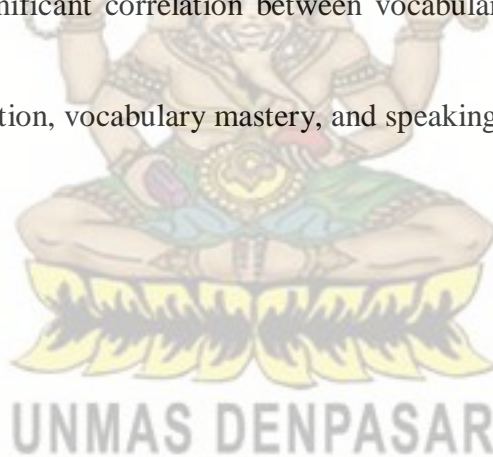 nificant correlation between vocabular
tion, vocabulary mastery, and speaking
UNMAS DENPASAR